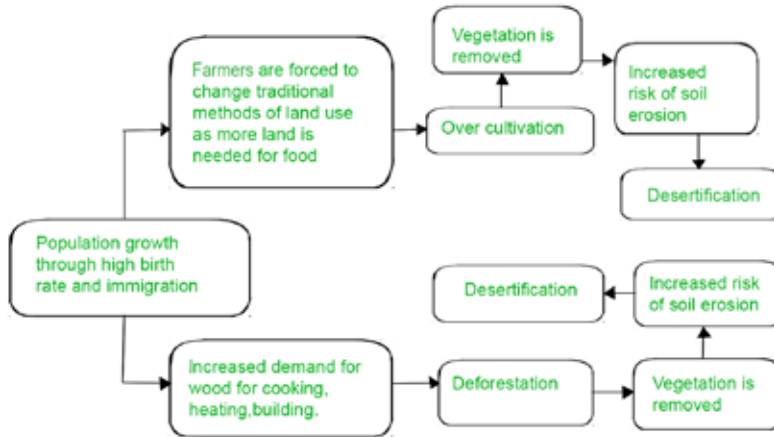 Farmers are forced to
change traditional
methods of land use
as more land is
needed for food
Vegetation is
removed
Over cultivation
Increased
risk of soil
erosion
Desertification
Population growth
through high birth
rate and immigration
Increased demand for
wood for cooking,
heating,building.
Deforestation
Vegetation is
removed
Increased risk
of soil erosion
Desertification